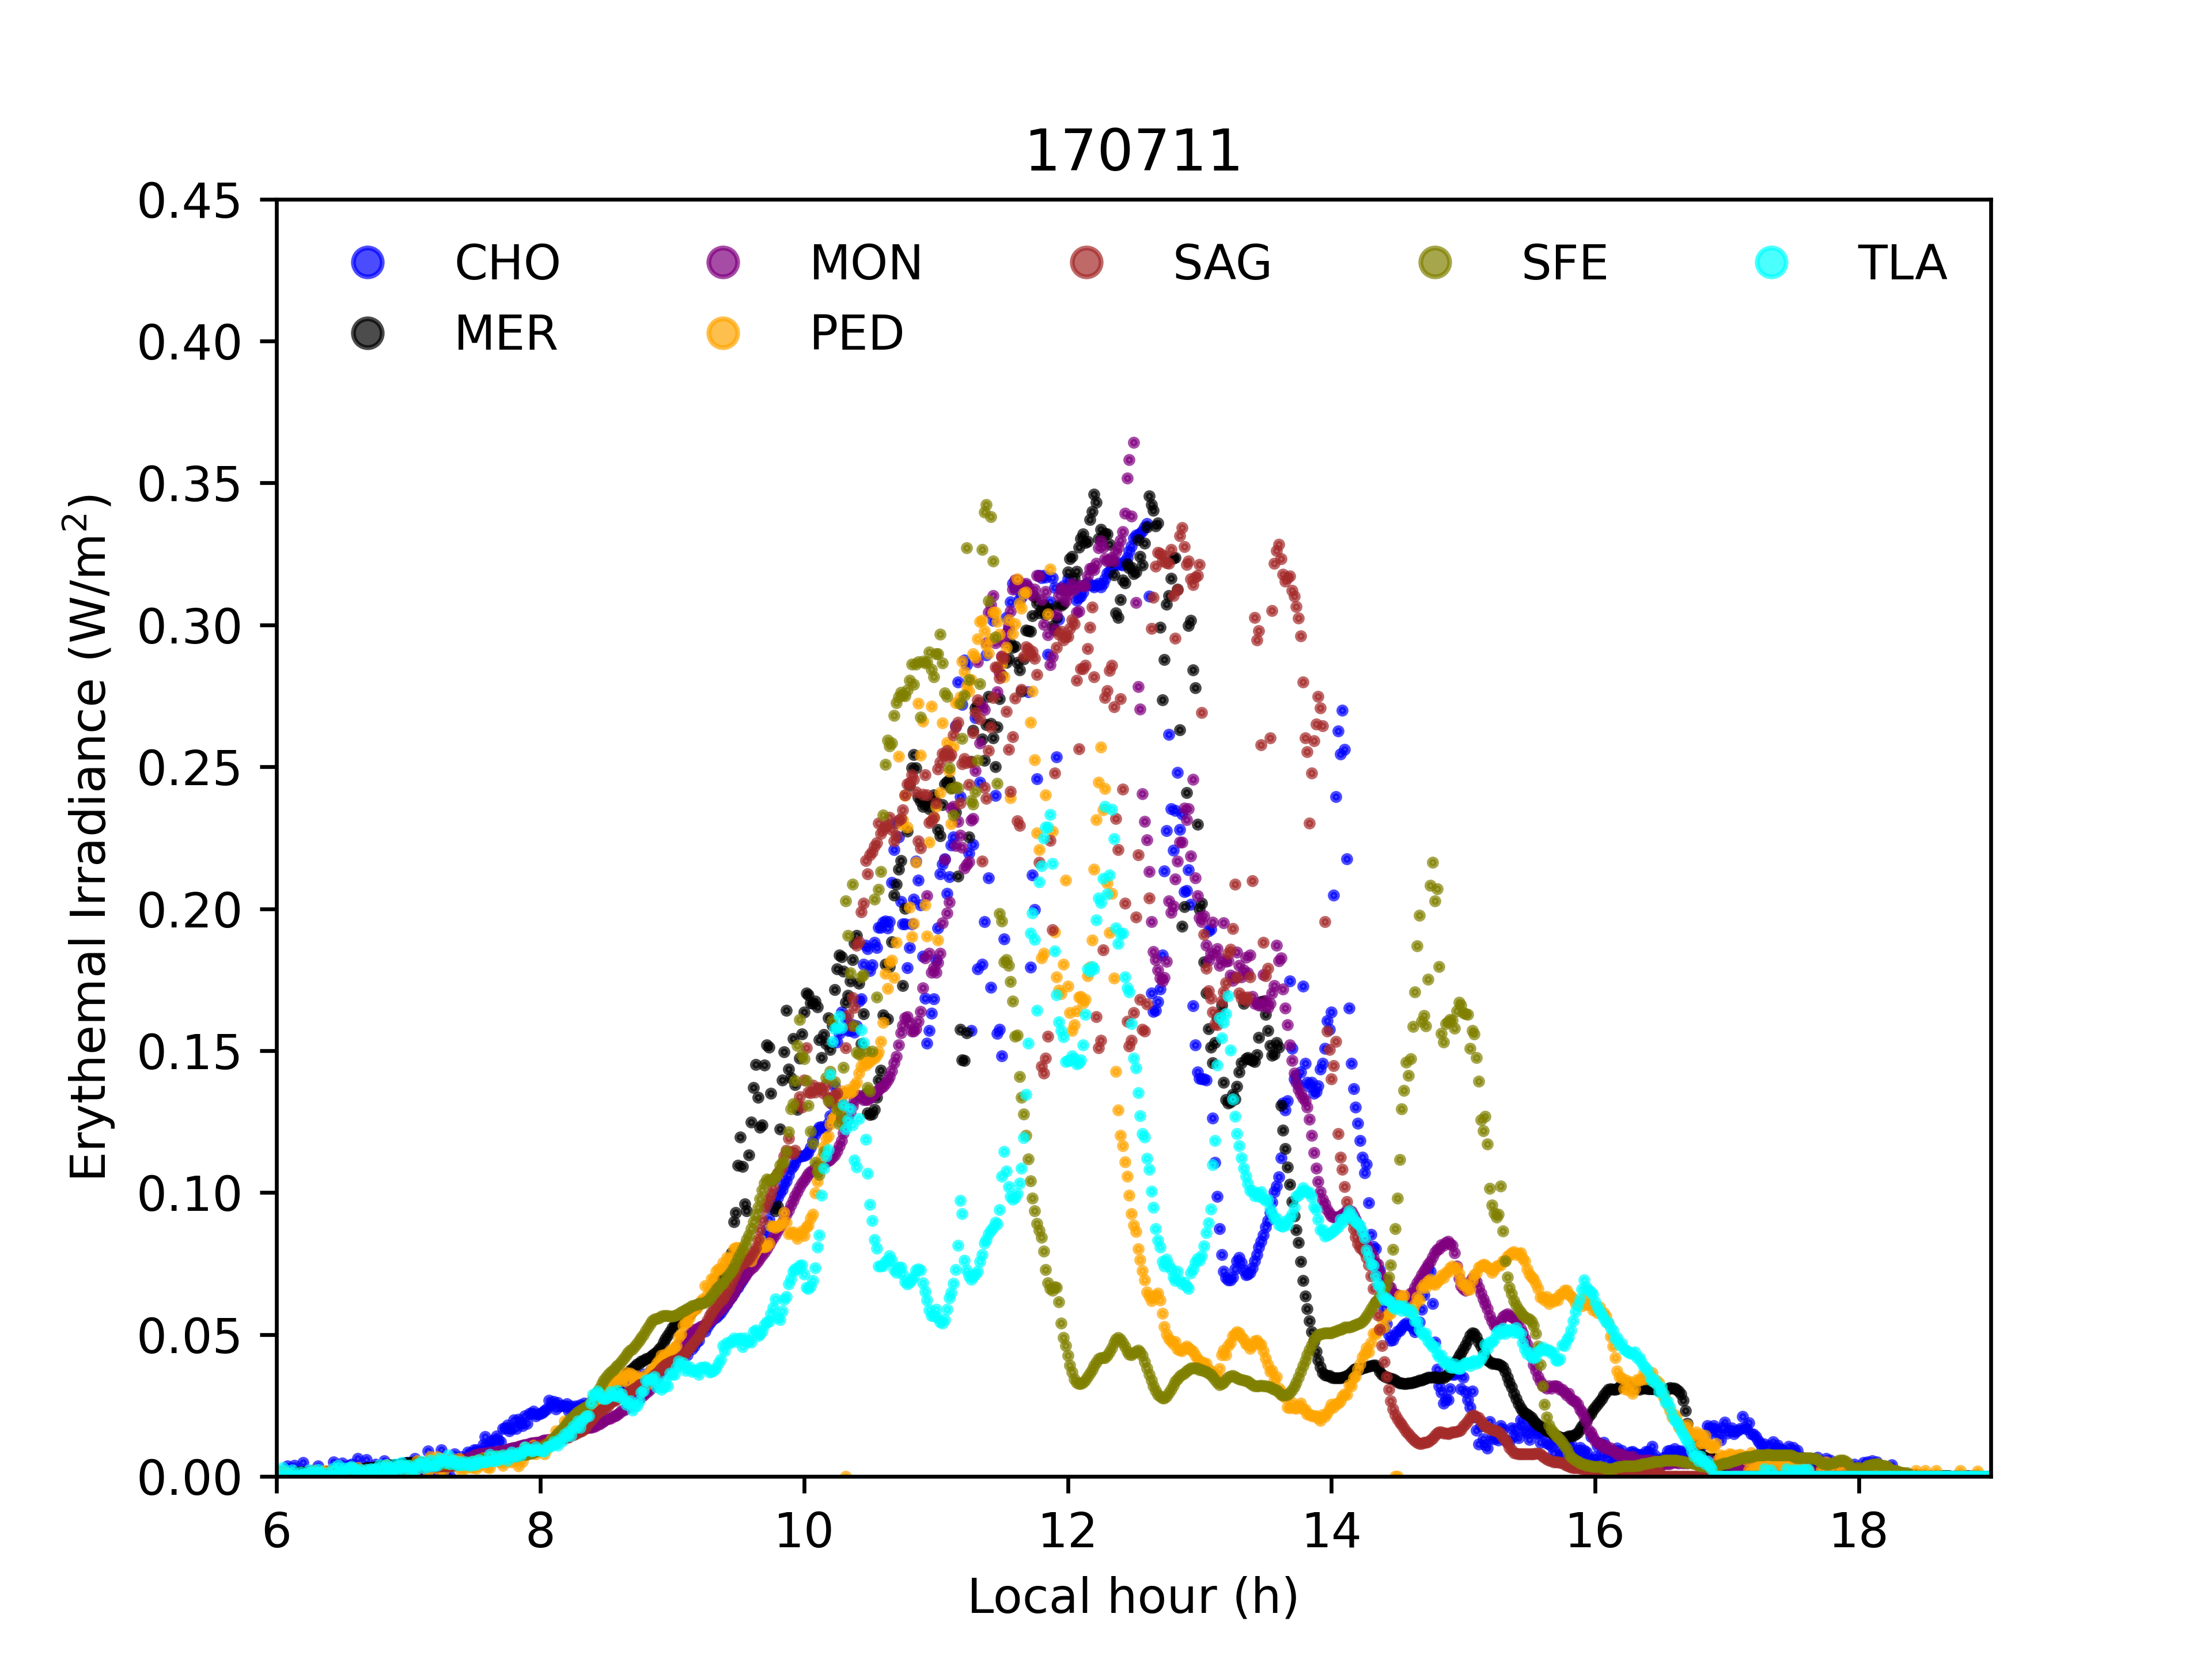 170711
0.45
0.40
0.35
0.30
0.25
0.20
0.15
0.10
0.05
0.00
Erythemal Irradiance (W/m²)
CHO MON SAG SFE TLA
MER PED
6 8 10 12 14 16 18
Local hour (h)